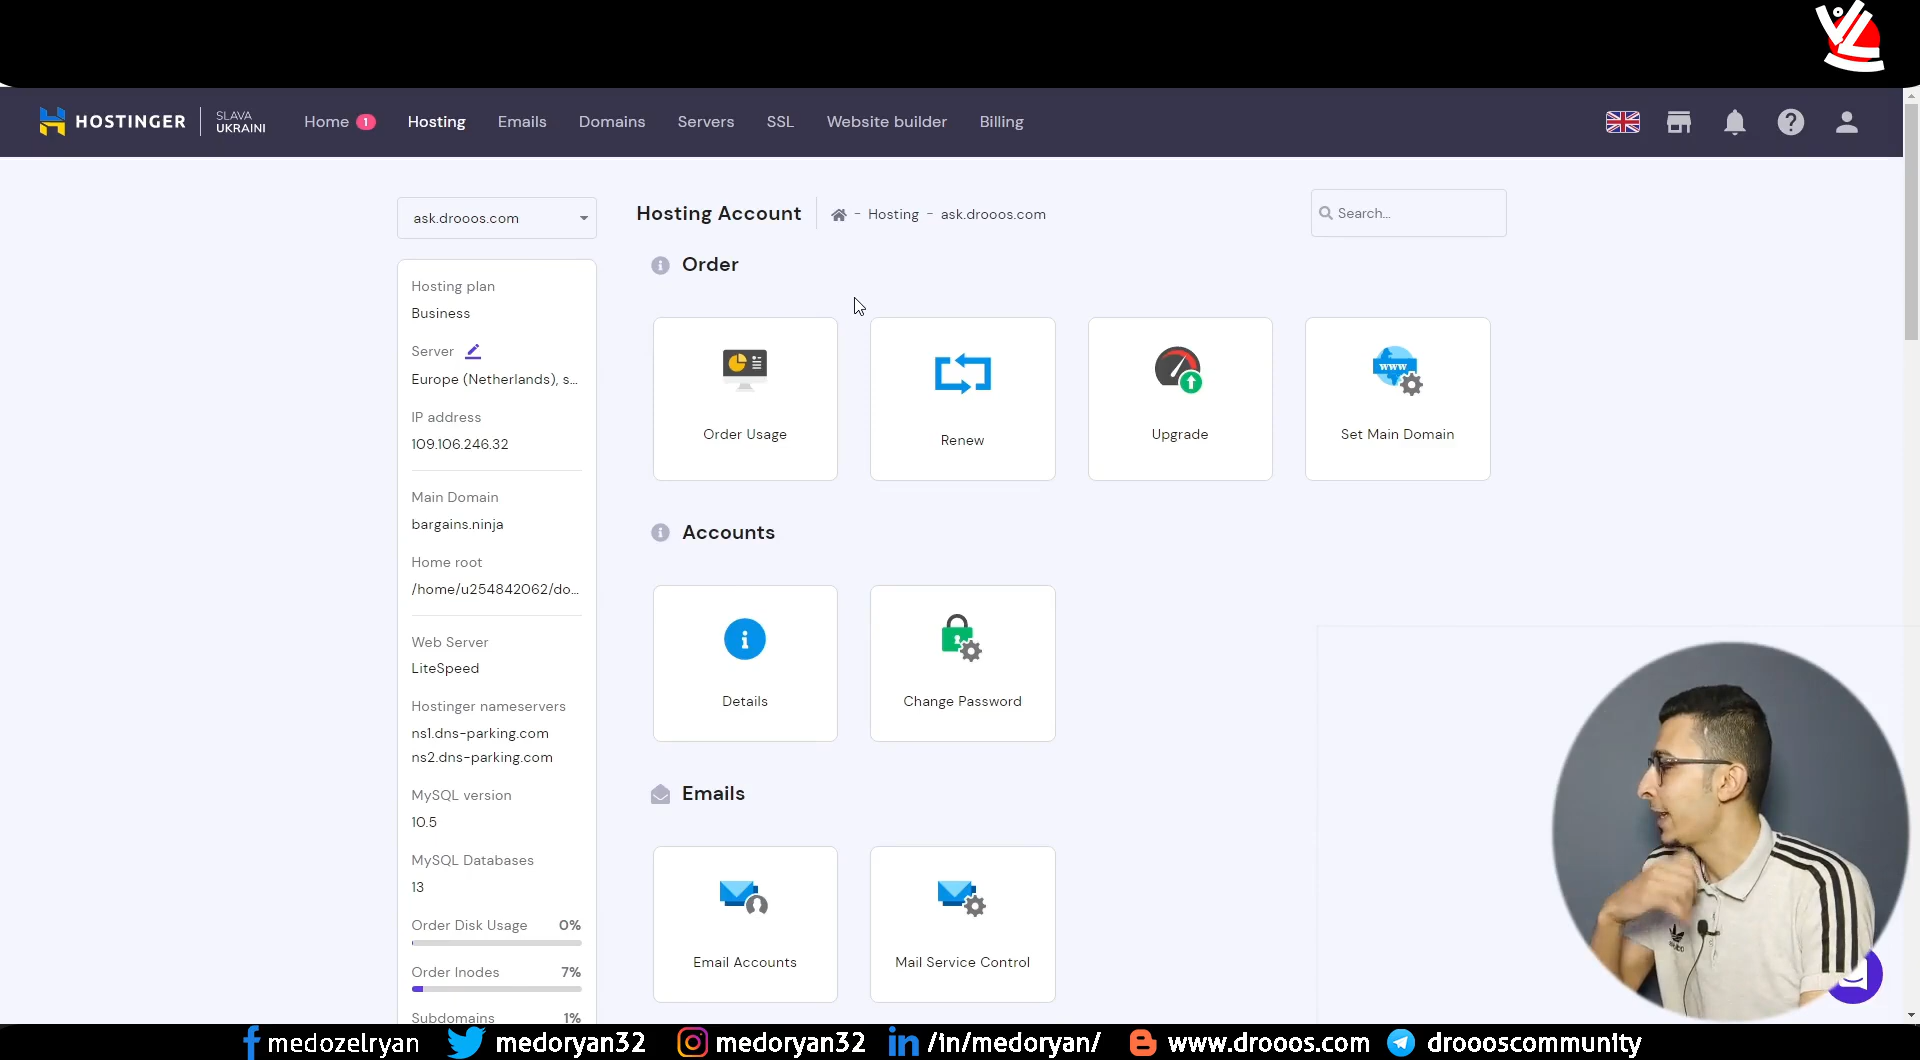 HOSTINGER
SLAVA
UKRAINI
Home 1
Hosting
Emails
Domains
Servers
SSL
Website builder
Billing
ask.drooos.com
Hosting Account
- Hosting - ask.drooos.com
Search...
Hosting plan
Business
Server
Europe (Netherlands), s...
IP address
109.106.246.32
Main Domain
bargains.ninja
Home root
/home/u254842062/do...
Web Server
LiteSpeed
Hostinger nameservers
ns1.dns-parking.com
ns2.dns-parking.com
MySQL version
10.5
MySQL Databases
13
Order Disk Usage 0%
Order Inodes 7%
Subdomains 1%
Order
Order Usage
Renew
www
Upgrade
Set Main Domain
Accounts
Details
Change Password
Emails
Email Accounts
Mail Service Control
medozelryan
medoryan32
medoryan32
/in/medoryan/
www.drooos.com
droooscommunity